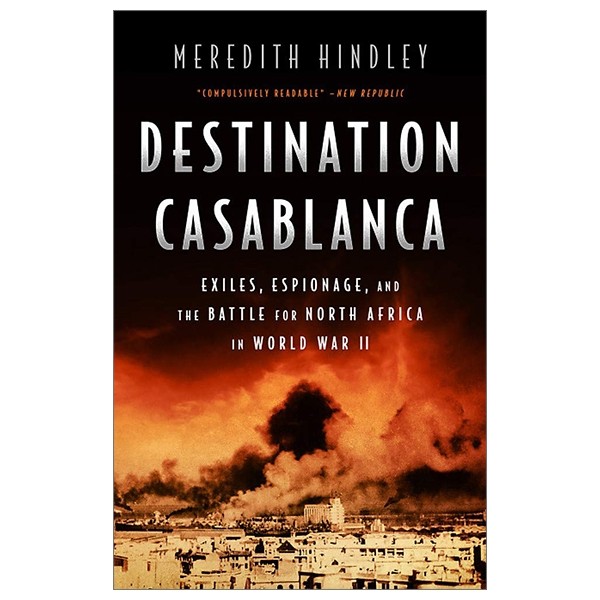 MEREDITH HINDLEY
"COMPULSIVELY READABLE" –NEW REPUBLIC
DESTINATION
CASABLANCA
EXILES, ESPIONAGE, AND
THE BATTLE FOR NORTH AFRICA
IN WORLD WAR II